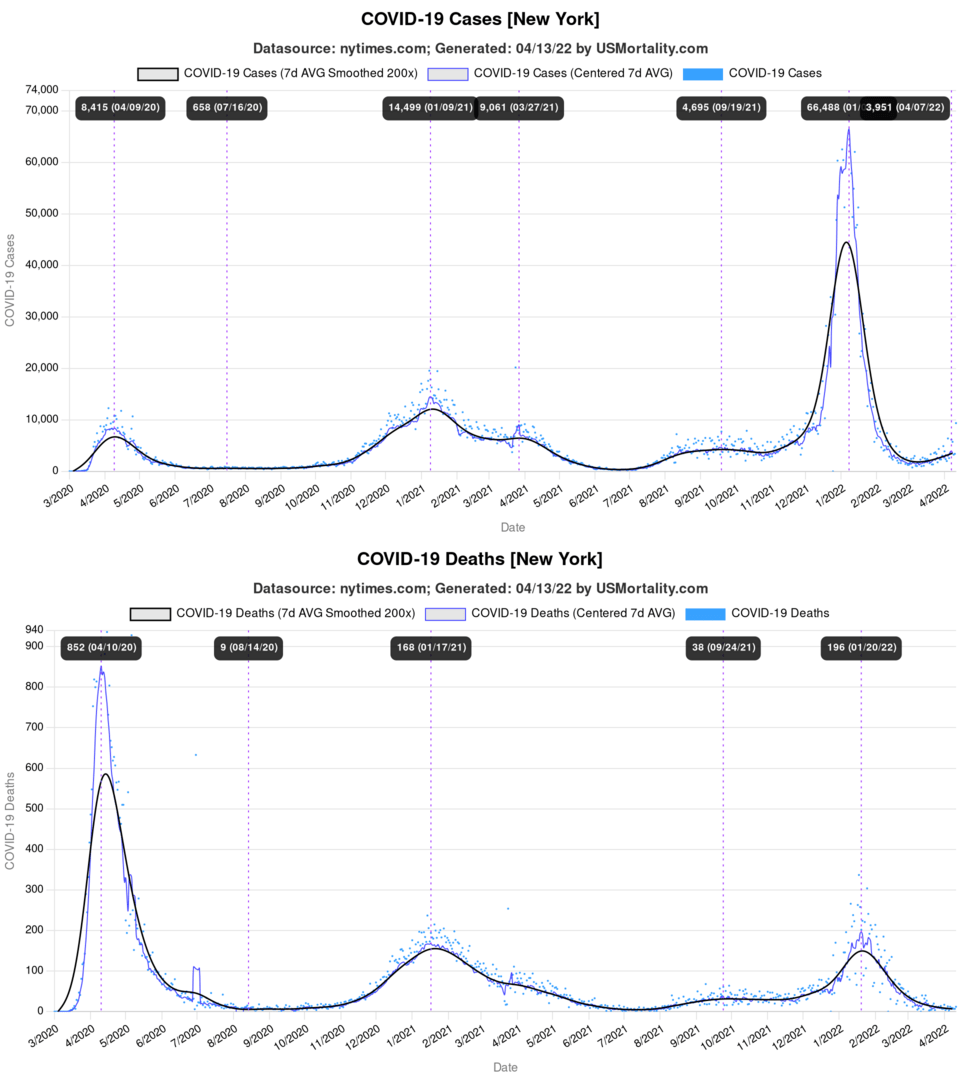 COVID-19 Cases [New York]
Datasource: nytimes.com; Generated: 04/13/22 by USMortality.com
COVID-19 Cases (7d AVG Smoothed 200x) COVID-19 Cases (Centered 7d AVG) COVID-19 Cases
74,000
70,000
8,415 (04/09/20) 658 (07/16/20) 14,499 (01/09/21) 9,061 (03/27/21) 4,695 (09/19/21) 66,488 (01/ 3,951 (04/07/22)
60,000
50,000
40,000
30,000
20,000
10,000
0
COVID-19 Cases
3/2020 4/2020 5/2020 6/2020 7/2020 8/2020 9/2020 10/2020 11/2020 12/2020 1/2021 2/2021 3/2021 4/2021 5/2021 6/2021 7/2021 8/2021 9/2021 10/2021 11/2021 12/2021 1/2022 2/2022 3/2022 4/2022
Date
COVID-19 Deaths [New York]
Datasource: nytimes.com; Generated: 04/13/22 by USMortality.com
COVID-19 Deaths (7d AVG Smoothed 200x) COVID-19 Deaths (Centered 7d AVG) COVID-19 Deaths
940
900
852 (04/10/20) 9 (08/14/20) 168 (01/17/21) 38 (09/24/21) 196 (01/20/22)
800
700
600
500
400
300
200
100
0
COVID-19 Deaths
3/2020 4/2020 5/2020 6/2020 7/2020 8/2020 9/2020 10/2020 11/2020 12/2020 1/2021 2/2021 3/2021 4/2021 5/2021 6/2021 7/2021 8/2021 9/2021 10/2021 11/2021 12/2021 1/2022 2/2022 3/2022 4/2022
Date